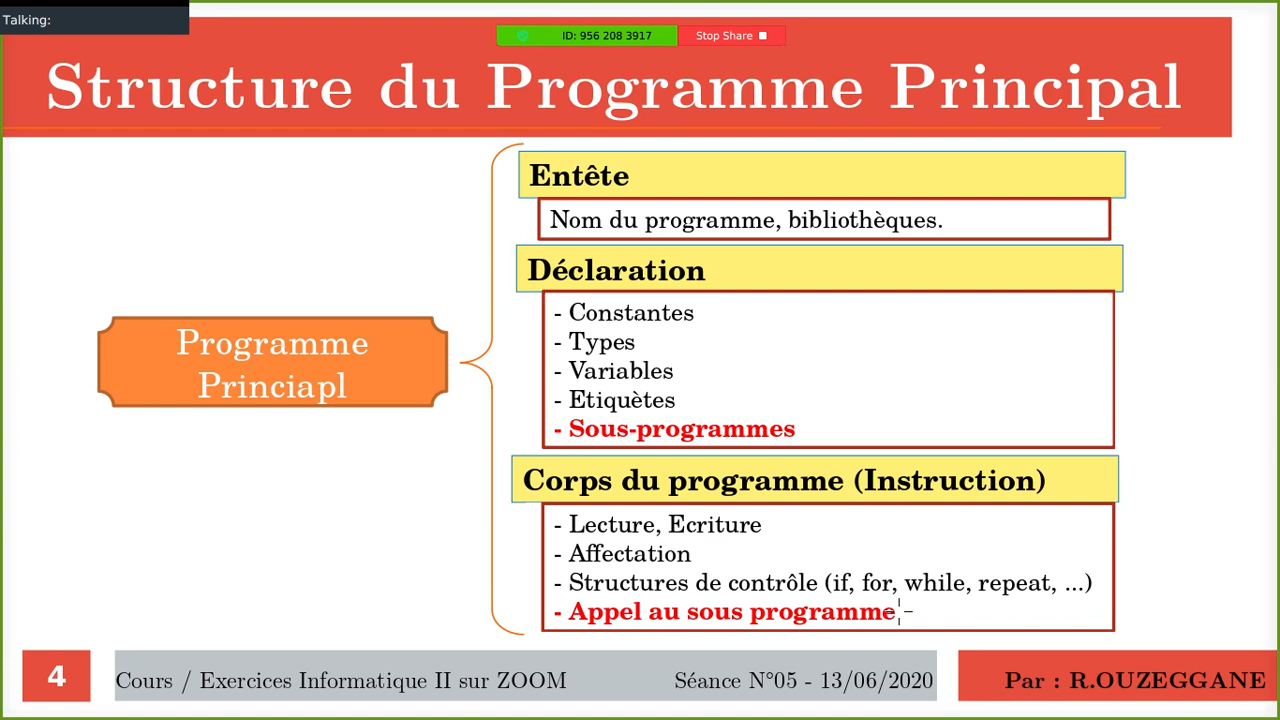 Talking:
ID: 956 208 3917
Stop Share
Structure du Programme Principal
Entête
Nom du programme, bibliothèques.
Déclaration
- Constantes
- Types
- Variables
- Etiquètes
- Sous-programmes
Programme
Princiapl
Corps du programme (Instruction)
- Lecture, Ecriture
- Affectation
- Structures de contrôle (if, for, while, repeat, ...)
- Appel au sous programme
4
Cours / Exercices Informatique II sur ZOOM
Séance N°05 - 13/06/2020
Par : R.OUZEGGANE